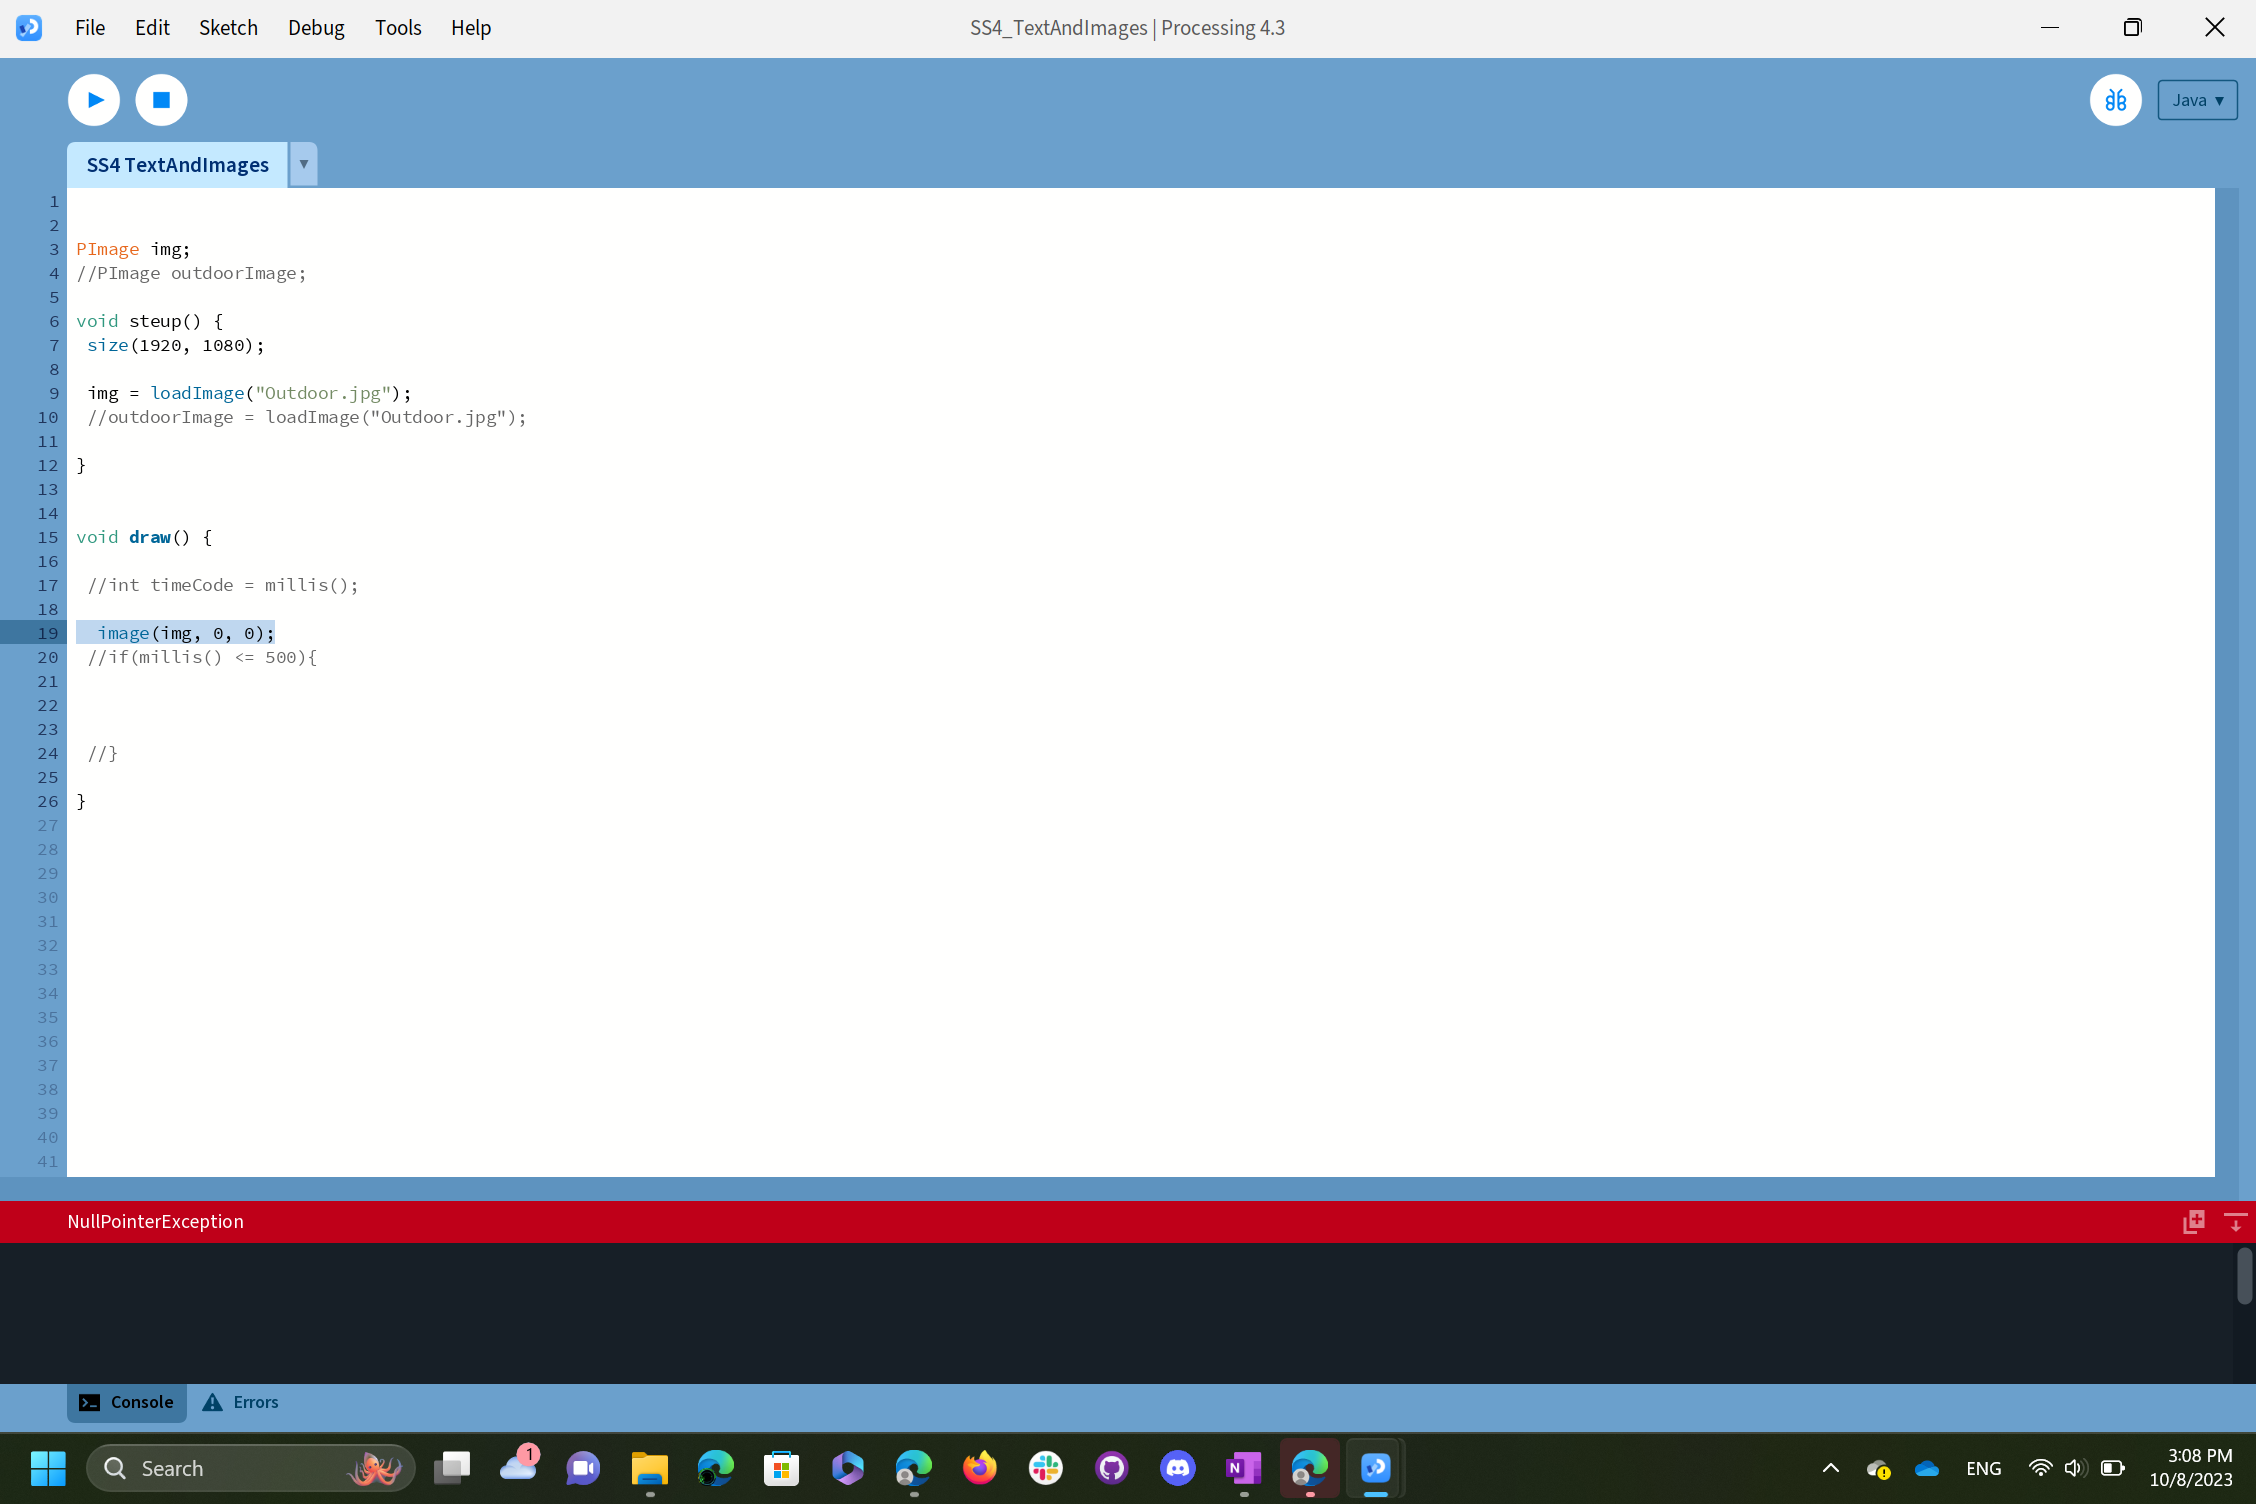 File Edit Sketch Debug Tools Help
SS4_TextAndImages | Processing 4.3
Java ▾
SS4 TextAndImages ▾
1
2
3 PImage img;
4 //PImage outdoorImage;
5
6 void steup() {
7 size(1920, 1080);
8
9 img = loadImage("Outdoor.jpg");
10 //outdoorImage = loadImage("Outdoor.jpg");
11
12 }
13
14
15 void draw() {
16
17 //int timeCode = millis();
18
19 image(img, 0, 0);
20 //if(millis() <= 500){
21
22
23
24 //}
25
26 }
27
28
29
30
31
32
33
34
35
36
37
38
39
40
41
NullPointerException
Console Errors
Search
1
N
ENG
3:08 PM
10/8/2023